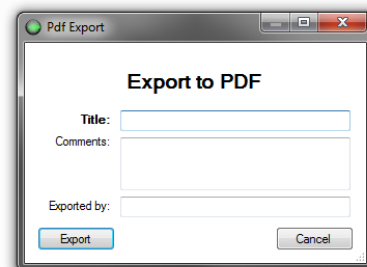 Pdf Export
Export to PDF
Title:
Comments:
Exported by:
Export
Cancel